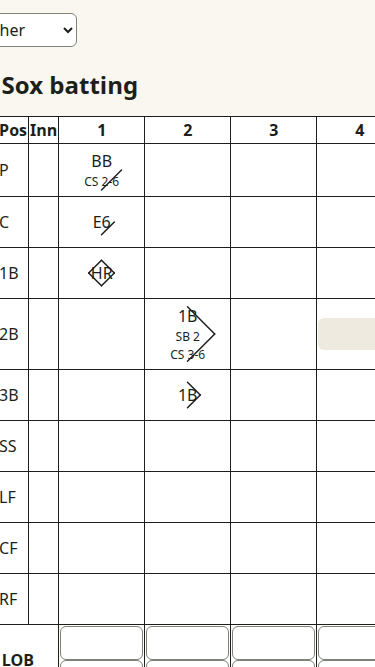 her
Sox batting
Pos Inn 1 2 3 4
P BB
CS 2-6
C E6
1B HR
2B 1B
SB 2
CS 3-6
3B 1B
SS
LF
CF
RF
LOB